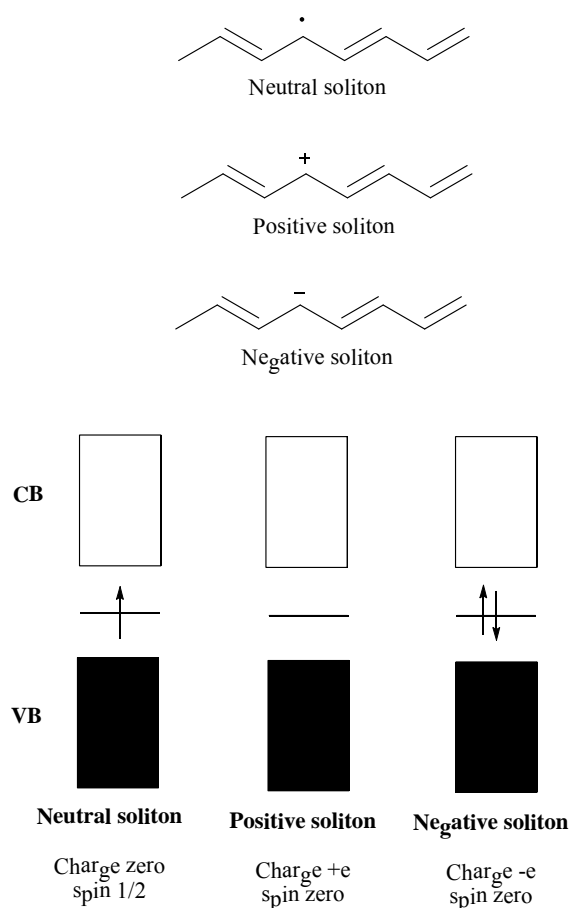 Neutral soliton
+
Positive soliton
−
Negative soliton
CB
VB
Neutral soliton Positive soliton Negative soliton
Charge zero Charge +e Charge -e
spin 1/2 spin zero spin zero